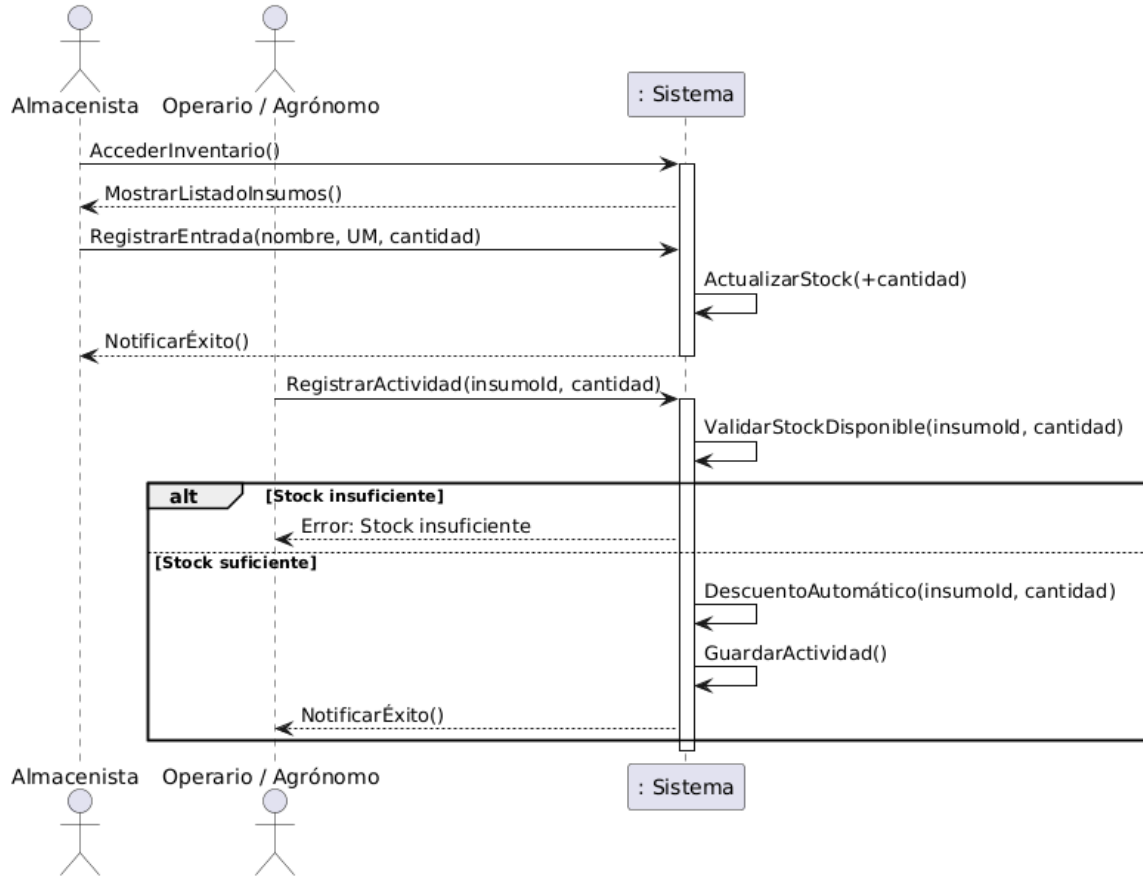 Almacenista
Operario / Agrónomo
: Sistema
AccederInventario()
MostrarListadoInsumos()
RegistrarEntrada(nombre, UM, cantidad)
ActualizarStock(+cantidad)
NotificarÉxito()
RegistrarActividad(insumoId, cantidad)
ValidarStockDisponible(insumoId, cantidad)
alt
[Stock insuficiente]
Error: Stock insuficiente
[Stock suficiente]
DescuentoAutomático(insumoId, cantidad)
GuardarActividad()
NotificarÉxito()
Almacenista
Operario / Agrónomo
: Sistema